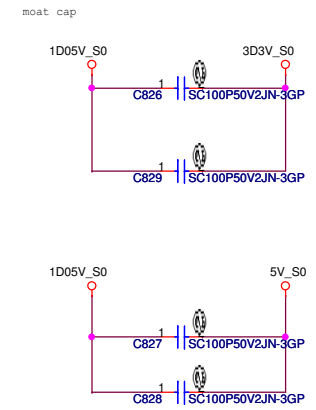 moat cap
1D05V_S0 3D3V_S0
1
C826 SC100P50V2JN-3GP
1
C829 SC100P50V2JN-3GP
1D05V_S0 5V_S0
1
C827 SC100P50V2JN-3GP
1
C828 SC100P50V2JN-3GP